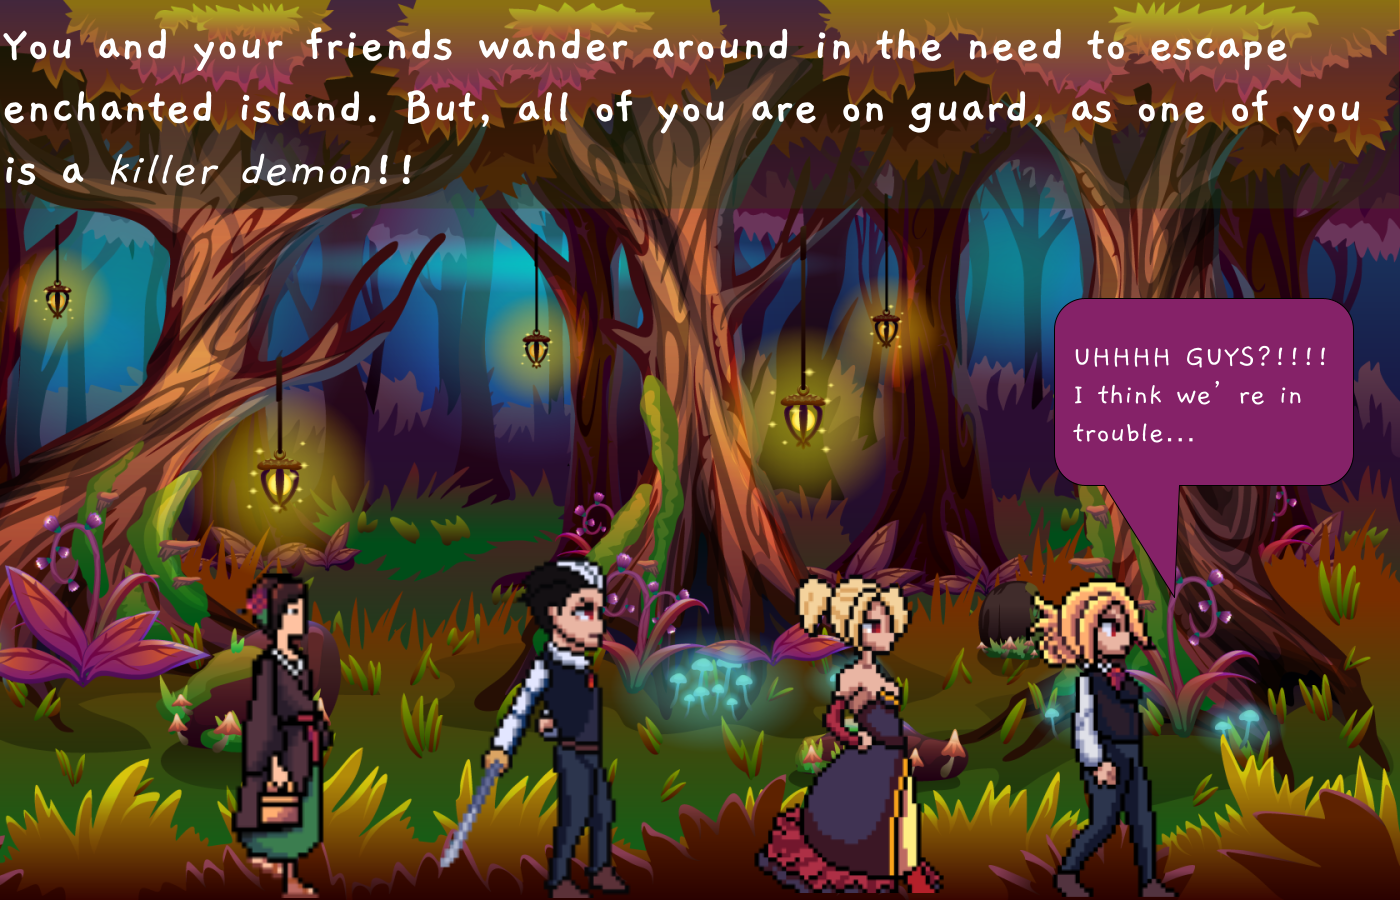 You and your friends wander around in the need to escape
enchanted island. But, all of you are on guard, as one of you
is a killer demon!!
UHHHH GUYS?!!!!
I think we’re in
trouble...